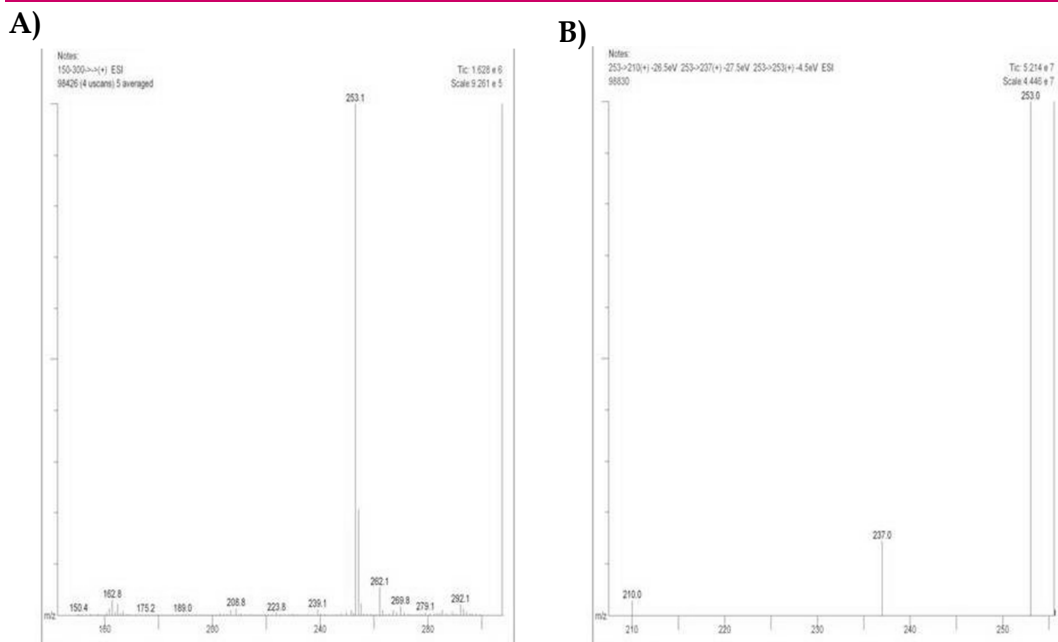 A)
Notes:
150-300->->(+) ESI
98426 (4 uscans) 5 averaged
Tic: 1.628 e 6
Scale 9.261 e 5
253.1
262.1
162.8
150.4
175.2
189.0
208.8
223.8
239.1
269.8
279.1
292.1
m/z
160
200
240
280
B)
Notes:
253->210(+) -26.5eV 253->237(+) -27.5eV 253->253(+) -4.5eV ESI
98830
Tic: 5.214 e 7
Scale: 4.446 e 7
253.0
237.0
210.0
m/z
210
220
230
240
250